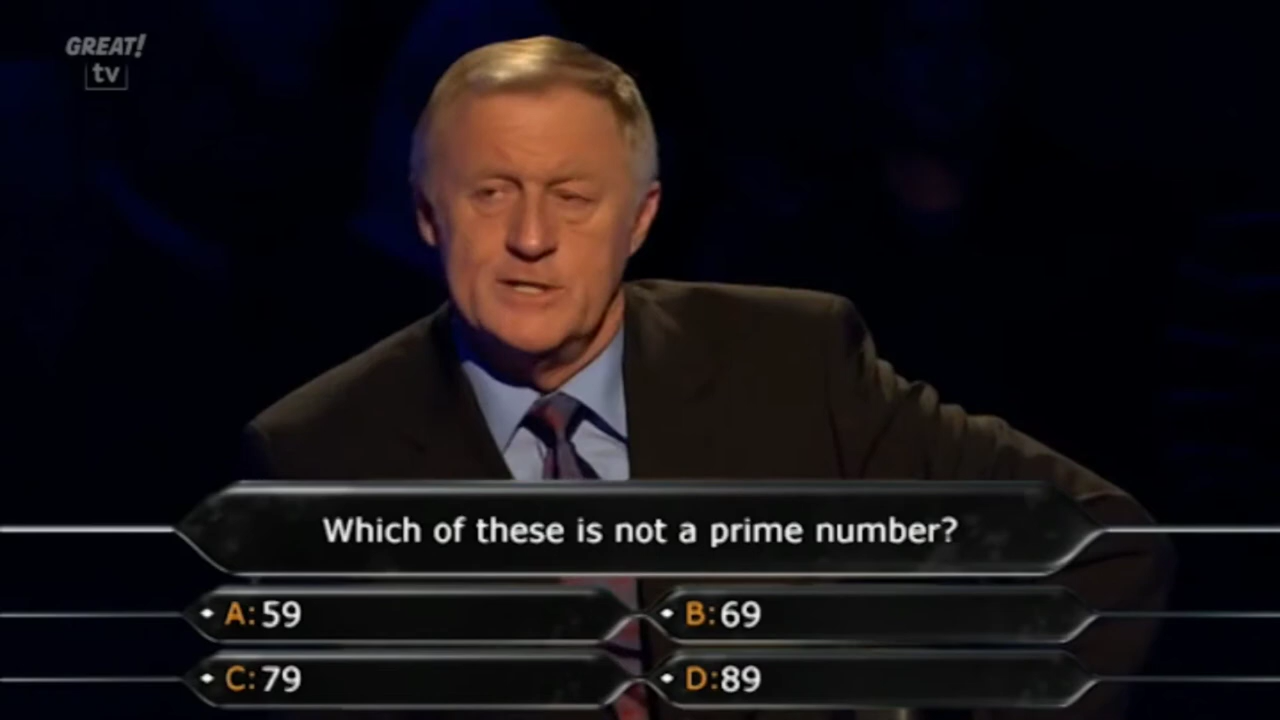 GREAT!
tv
Which of these is not a prime number?
A: 59
B: 69
C: 79
D: 89